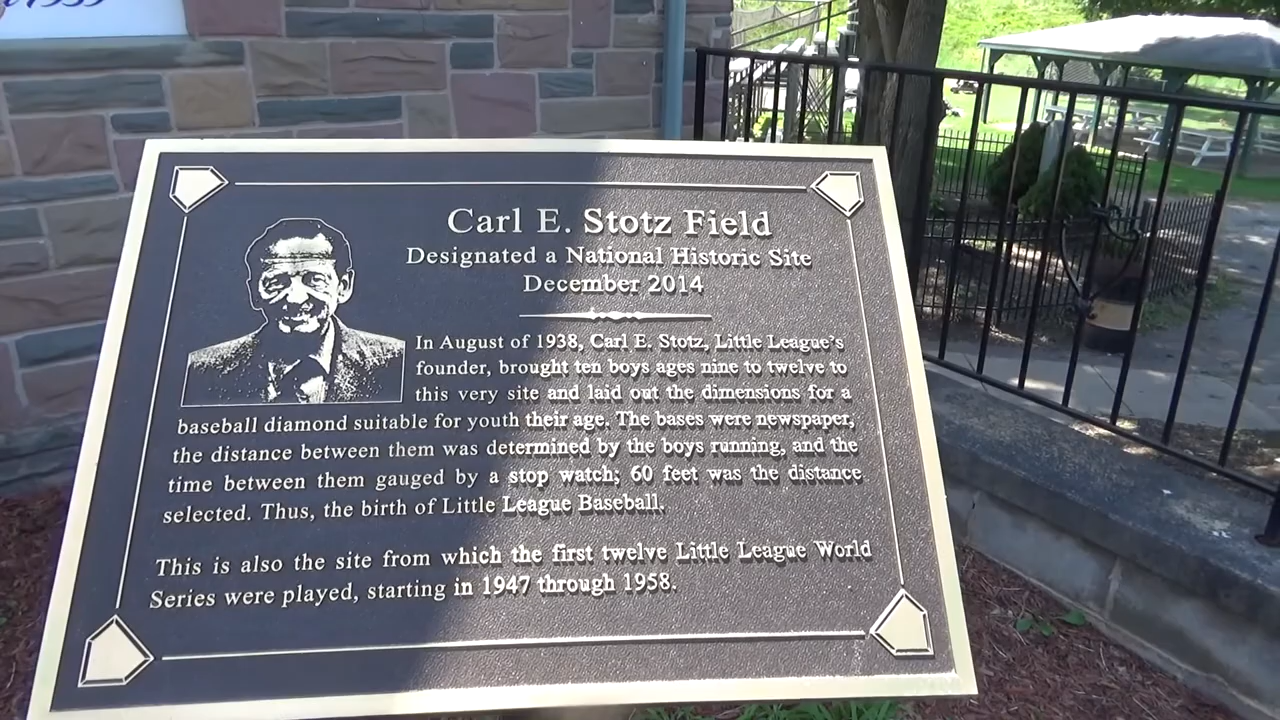 Carl E. Stotz Field
Designated a National Historic Site
December 2014
In August of 1938, Carl E. Stotz, Little League's
founder, brought ten boys ages nine to twelve to
this very site and laid out the dimensions for a
baseball diamond suitable for youth their age. The bases were newspaper,
the distance between them was determined by the boys running, and the
time between them gauged by a stop watch; 60 feet was the distance
selected. Thus, the birth of Little League Baseball.
This is also the site from which the first twelve Little League World
Series were played, starting in 1947 through 1958.